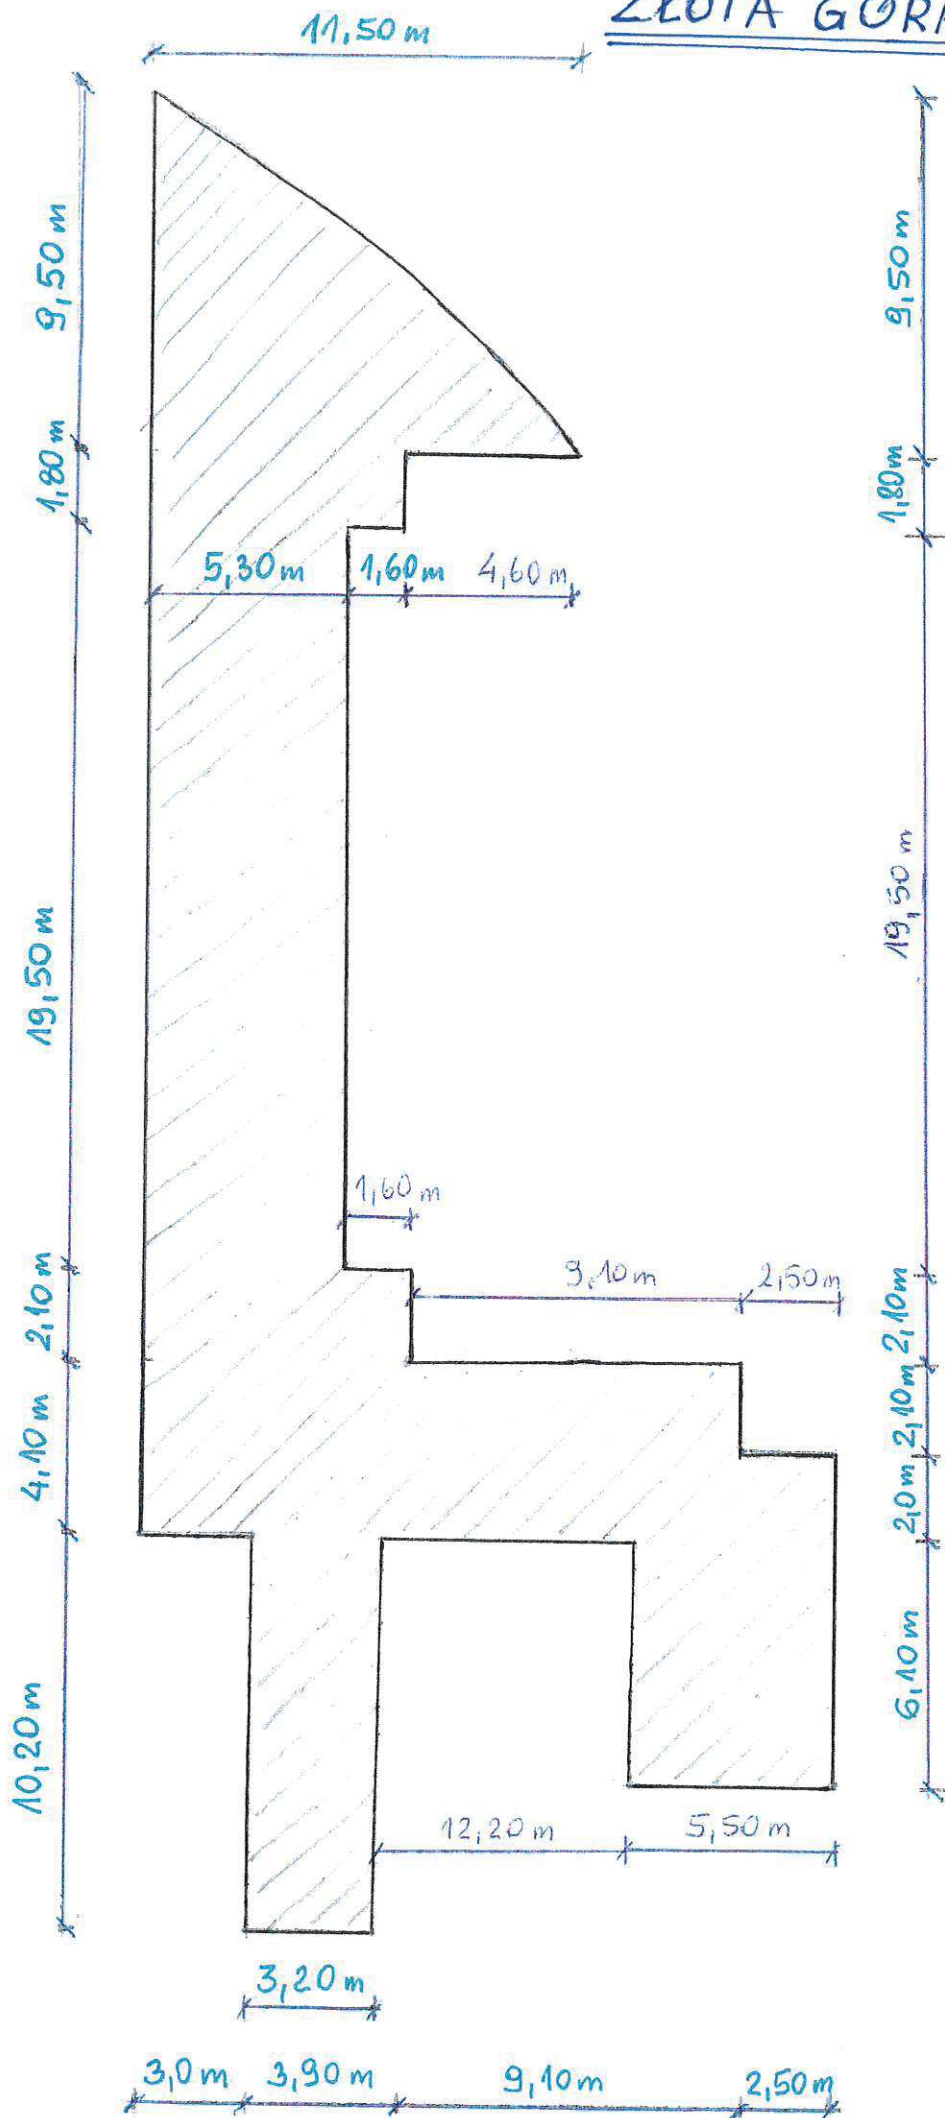 ZŁOTA GÓRA
11,50 m
9,50 m
9,50 m
1,80 m
1,80 m
5,30 m 1,60 m 4,60 m
19,50 m
19,50 m
1,60 m
9,10 m 2,50 m
2,10 m
2,10 m
4,10 m
2,10 m
2,0 m
10,20 m
6,10 m
12,20 m 5,50 m
3,20 m
3,0 m 3,90 m 9,10 m 2,50 m